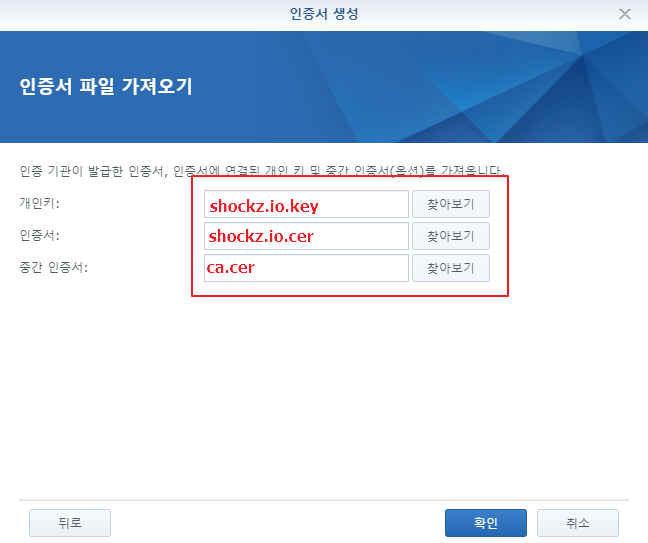 인증서 생성
인증서 파일 가져오기
인증 기관이 발급한 인증서, 인증서에 연결된 개인 키 및 중간 인증서(옵션)를 가져옵니다.
개인키: shockz.io.key 찾아보기
인증서: shockz.io.cer 찾아보기
중간 인증서: ca.cer 찾아보기
뒤로 확인 취소